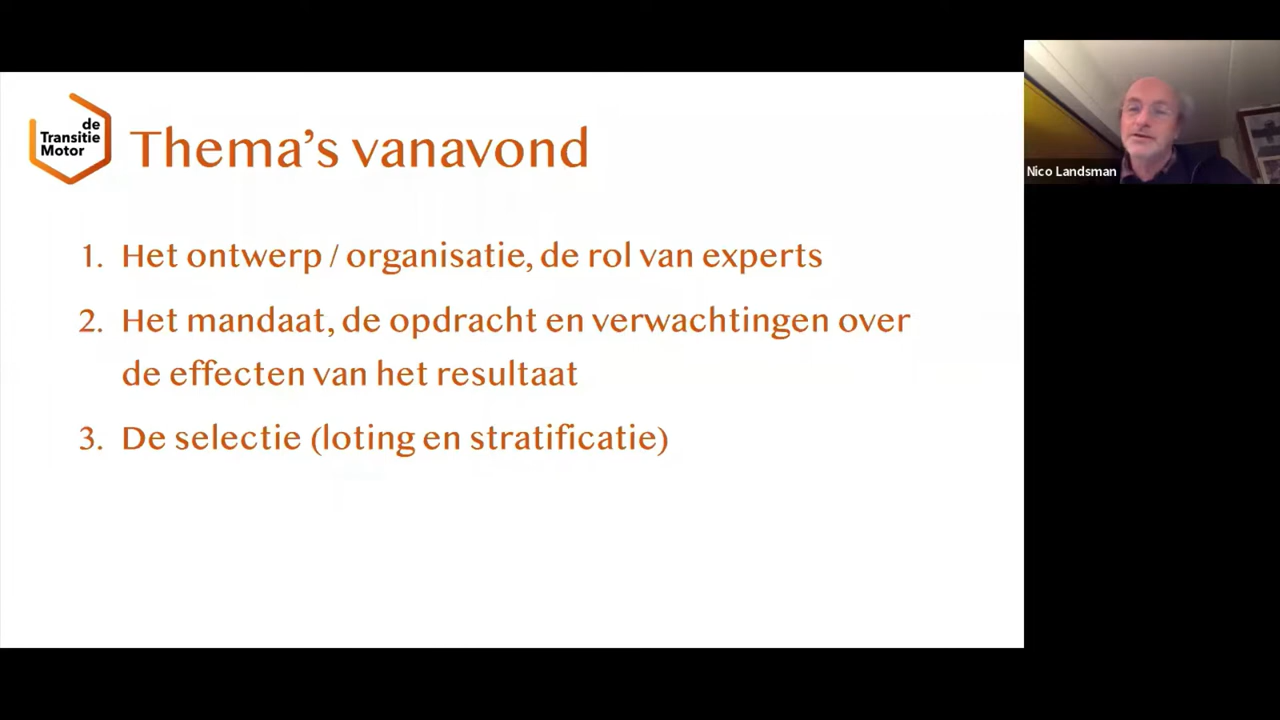 de
Transitie
Motor
Thema’s vanavond
1. Het ontwerp / organisatie, de rol van experts
2. Het mandaat, de opdracht en verwachtingen over
de effecten van het resultaat
3. De selectie (loting en stratificatie)
Nico Landsman